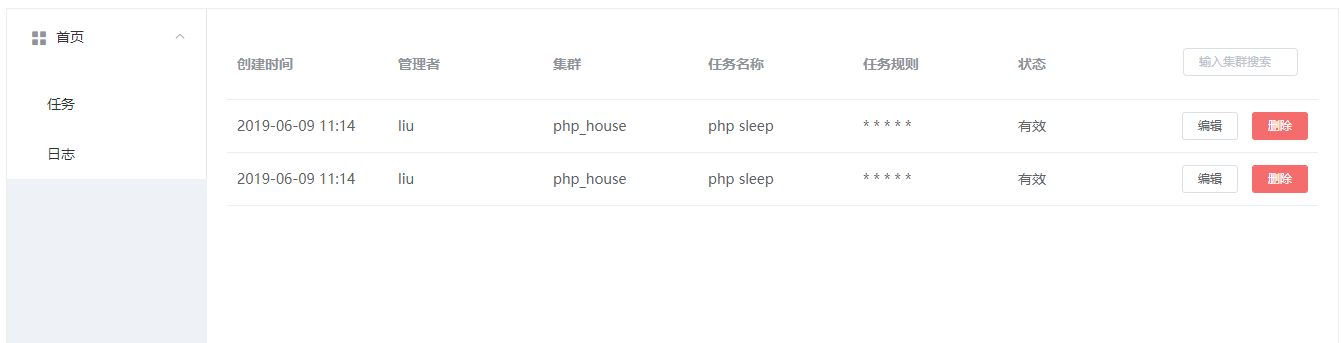 首页
任务
日志
创建时间 管理者 集群 任务名称 任务规则 状态 输入集群搜索
2019-06-09 11:14 liu php_house php sleep * * * * * 有效 编辑 删除
2019-06-09 11:14 liu php_house php sleep * * * * * 有效 编辑 删除